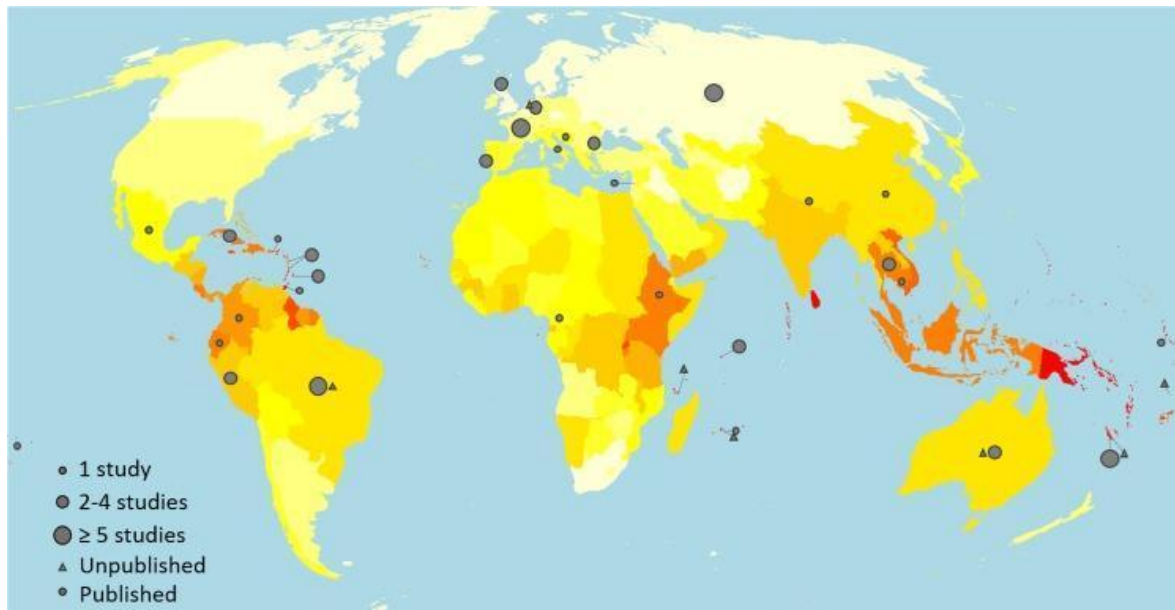 1 study
2-4 studies
≥ 5 studies
Unpublished
Published